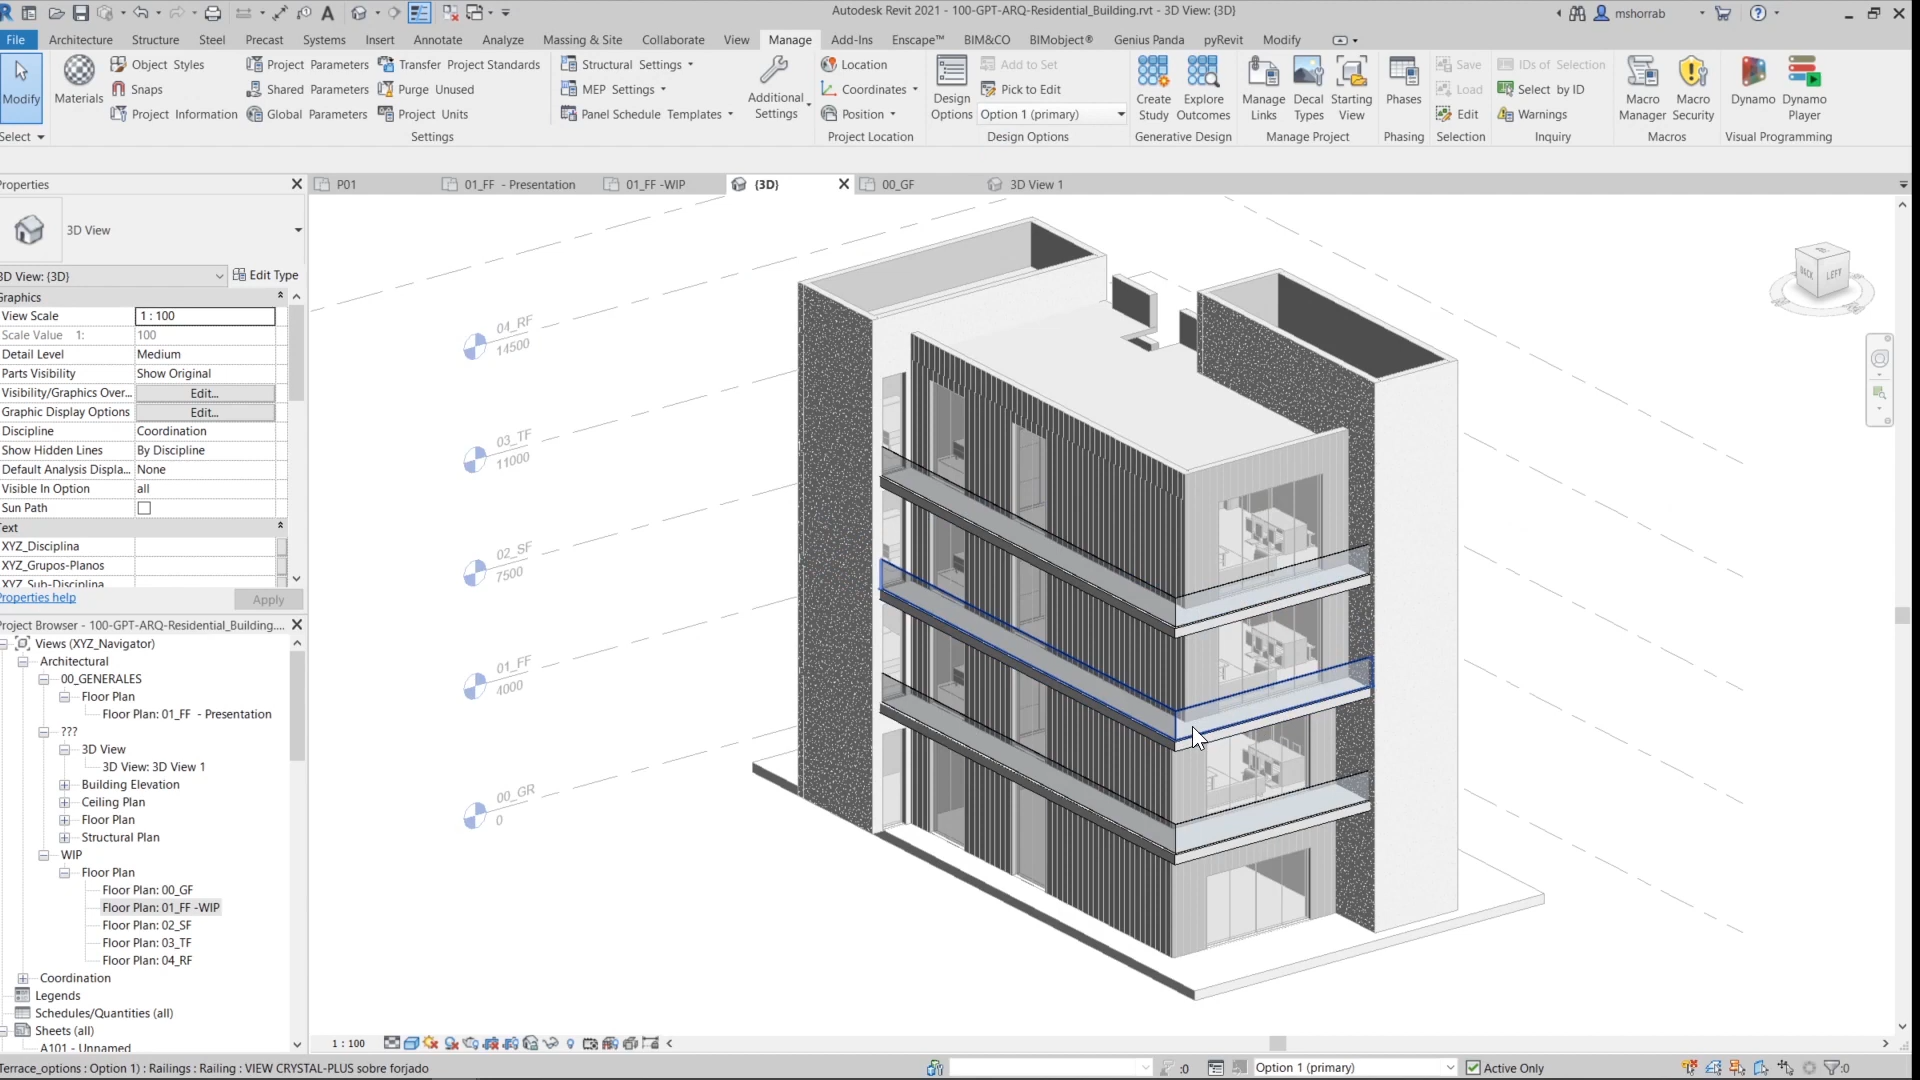 Autodesk Revit 2021 - 100-GPT-ARQ-Residential_Building.rvt - 3D View: {3D}
mshorrab
File Architecture Structure Steel Precast Systems Insert Annotate Analyze Massing & Site Collaborate View Manage Add-Ins Enscape™ BIM&CO BIMobject® Genius Panda pyRevit Modify
Modify
Select
Materials
Object Styles
Snaps
Project Information
Project Parameters
Shared Parameters
Global Parameters
Transfer Project Standards
Purge Unused
Project Units
Settings
Structural Settings
MEP Settings
Panel Schedule Templates
Additional Settings
Location
Coordinates
Position
Project Location
Design Options
Add to Set
Pick to Edit
Option 1 (primary)
Design Options
Create Study
Explore Outcomes
Generative Design
Manage Links
Decal Types
Starting View
Manage Project
Phases
Phasing
Save
Load
Edit
Selection
IDs of Selection
Select by ID
Warnings
Inquiry
Macro Manager
Macro Security
Macros
Dynamo
Dynamo Player
Visual Programming
Properties
P01
01_FF - Presentation
01_FF -WIP
{3D}
00_GF
3D View 1
3D View
3D View: {3D}
Edit Type
Graphics
View Scale 1 : 100
Scale Value 1: 100
Detail Level Medium
Parts Visibility Show Original
Visibility/Graphics Over... Edit...
Graphic Display Options Edit...
Discipline Coordination
Show Hidden Lines By Discipline
Default Analysis Displa... None
Visible In Option all
Sun Path
Text
XYZ_Disciplina
XYZ_Grupos-Planos
XYZ_Sub-Disciplina
Properties help
Apply
Project Browser - 100-GPT-ARQ-Residential_Building....
Views (XYZ_Navigator)
Architectural
00_GENERALES
Floor Plan
Floor Plan: 01_FF - Presentation
???
3D View
3D View: 3D View 1
Building Elevation
Ceiling Plan
Floor Plan
Structural Plan
WIP
Floor Plan
Floor Plan: 00_GF
Floor Plan: 01_FF -WIP
Floor Plan: 02_SF
Floor Plan: 03_TF
Floor Plan: 04_RF
Coordination
Legends
Schedules/Quantities (all)
Sheets (all)
A101 - Unnamed
04_RF
14500
03_TF
11000
02_SF
7500
01_FF
4000
00_GR
0
BACK
LEFT
1 : 100
Terrace_options : Option 1) : Railings : Railing : VIEW CRYSTAL-PLUS sobre forjado
:0
Option 1 (primary)
Active Only
:0